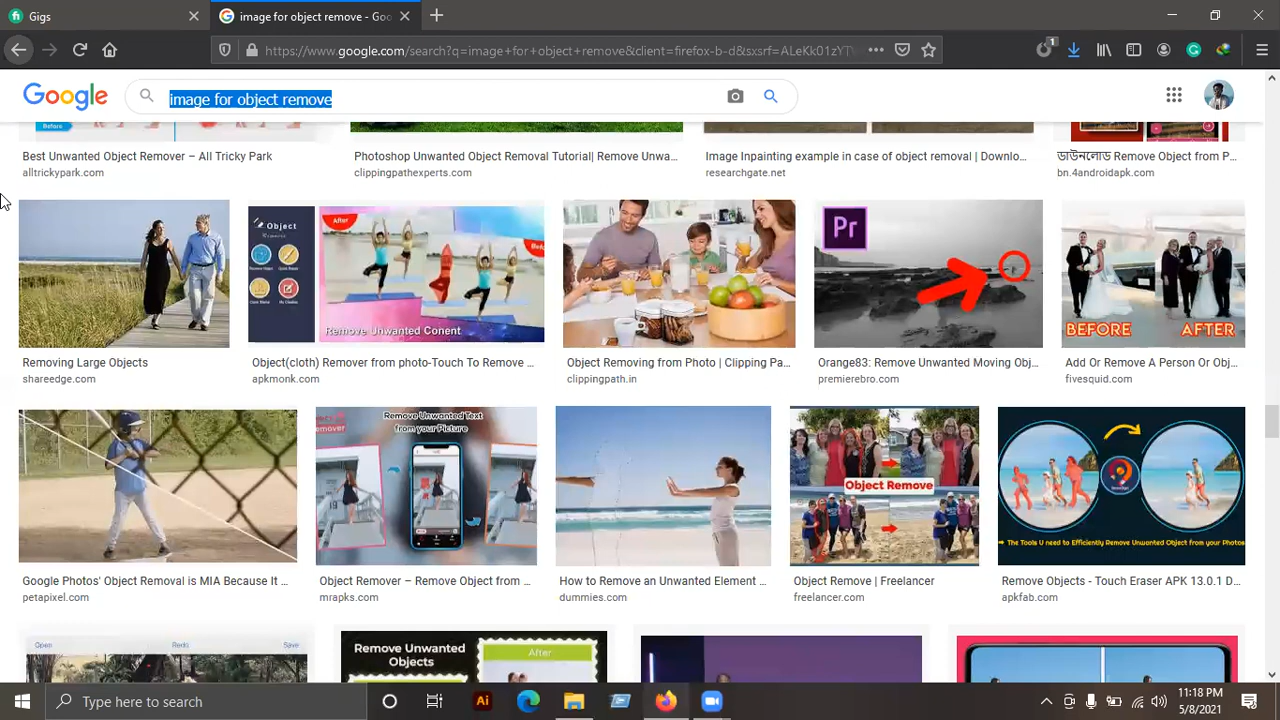 Gigs
image for object remove - Goo
https://www.google.com/search?q=image+for+object+remove&client=firefox-b-d&sxsrf=ALeKk01zYT
1
Google
image for object remove
Before
Best Unwanted Object Remover – All Tricky Park
Photoshop Unwanted Object Removal Tutorial| Remove Unwa...
Image Inpainting example in case of object removal | Downlo...
ডাউনলোড Remove Object from P...
alltrickypark.com
clippingpathexperts.com
researchgate.net
bn.4androidapk.com
Object
After
Remove Unwanted Conent
Pr
BEFORE AFTER
Removing Large Objects
Object(cloth) Remover from photo-Touch To Remove ...
Object Removing from Photo | Clipping Pa...
Orange83: Remove Unwanted Moving Obj...
Add Or Remove A Person Or Obj...
shareedge.com
apkmonk.com
clippingpath.in
premierebro.com
fivesquid.com
Remove Unwanted Text
from your Picture
Object Remove
The Tools U need to Efficiently Remove Unwanted Object from your Photos
Google Photos' Object Removal is MIA Because It ...
Object Remover – Remove Object from ...
How to Remove an Unwanted Element ...
Object Remove | Freelancer
Remove Objects - Touch Eraser APK 13.0.1 D...
petapixel.com
mrapks.com
dummies.com
freelancer.com
apkfab.com
Open Redo Save
Remove Unwanted
Objects
After
Type here to search
Ai
11:18 PM
5/8/2021